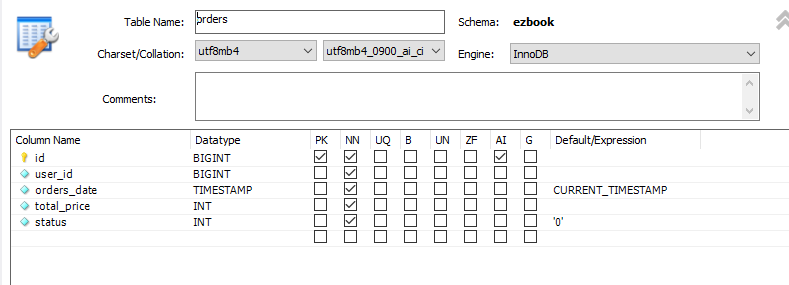 Table Name: orders Schema: ezbook
Charset/Collation: utf8mb4 utf8mb4_0900_ai_ci Engine: InnoDB
Comments:
Column Name Datatype PK NN UQ B UN ZF AI G Default/Expression
id BIGINT
user_id BIGINT
orders_date TIMESTAMP CURRENT_TIMESTAMP
total_price INT
status INT '0'